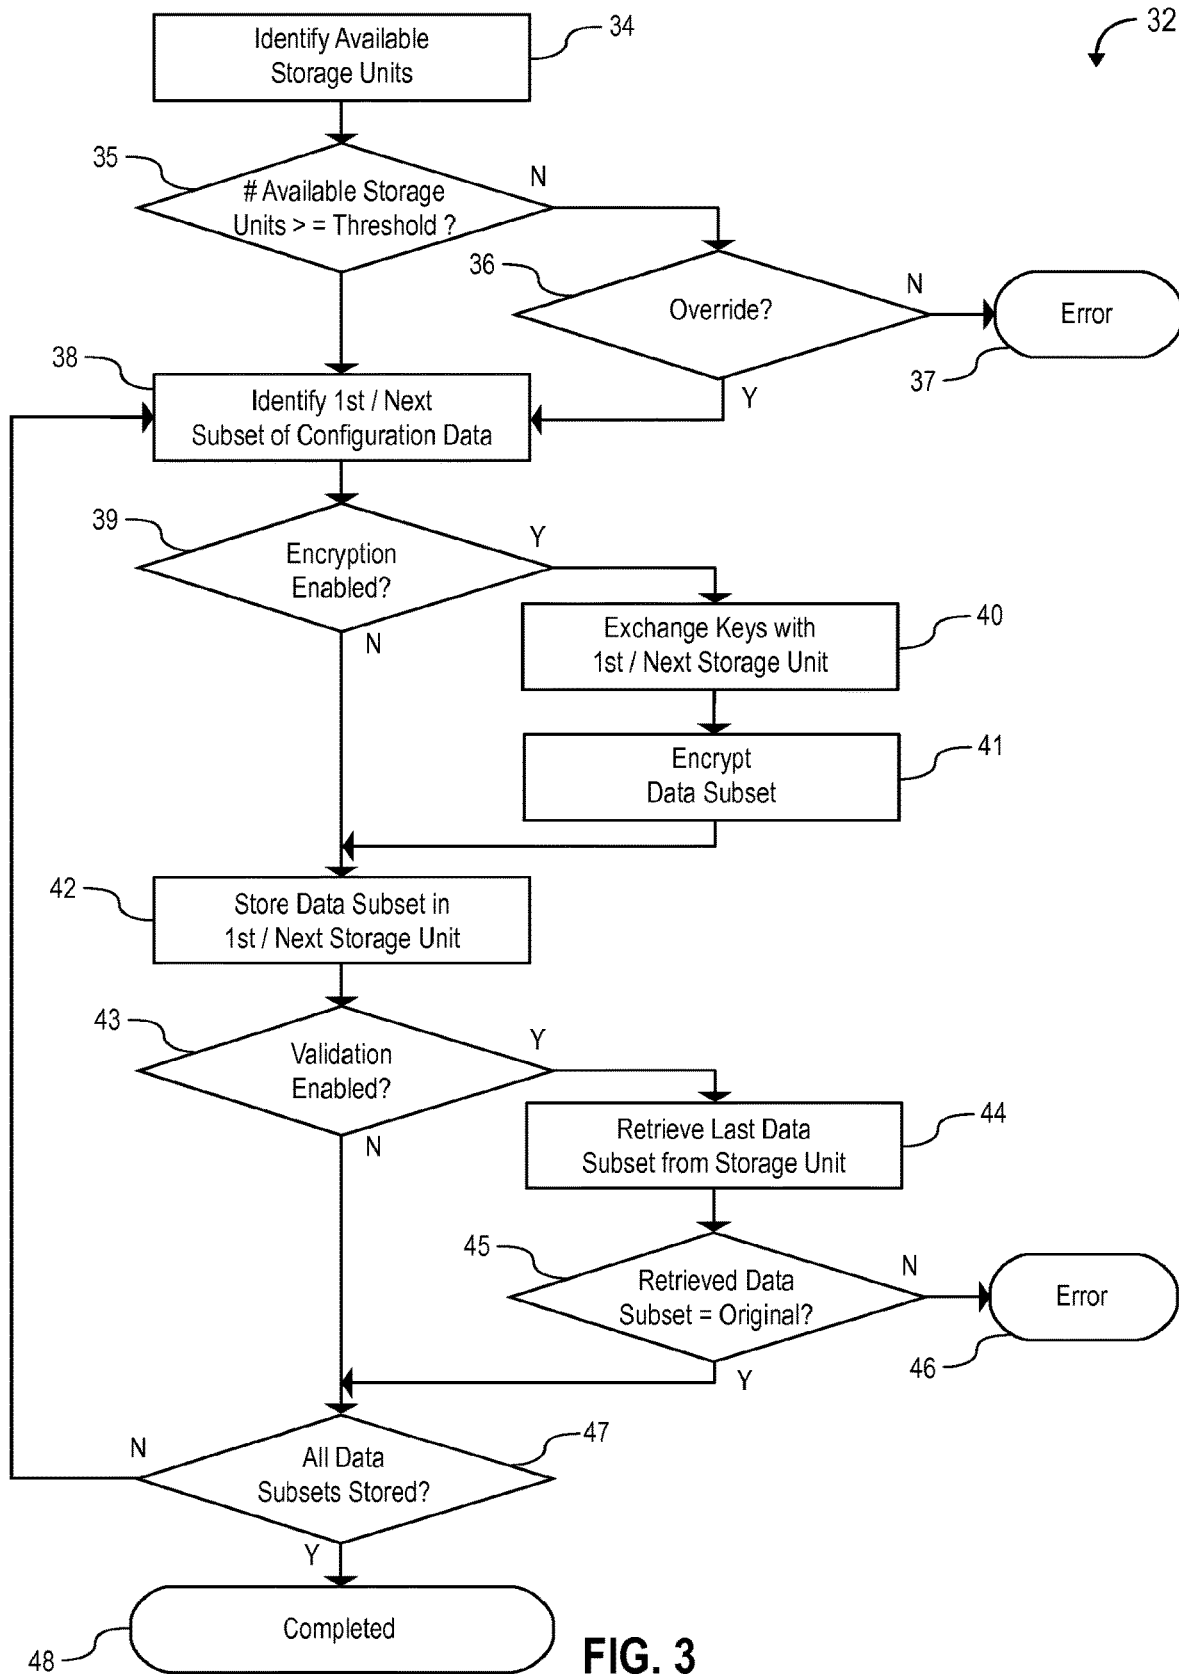 Identify Available
Storage Units
34
32
35
# Available Storage
Units > = Threshold ?
N
36
Override?
N
Error
37
Y
38
Identify 1st / Next
Subset of Configuration Data
39
Encryption
Enabled?
Y
N
Exchange Keys with
1st / Next Storage Unit
40
Encrypt
Data Subset
41
42
Store Data Subset in
1st / Next Storage Unit
43
Validation
Enabled?
Y
N
Retrieve Last Data
Subset from Storage Unit
44
45
Retrieved Data
Subset = Original?
N
Error
46
Y
N
All Data
Subsets Stored?
47
Y
Completed
48
FIG. 3